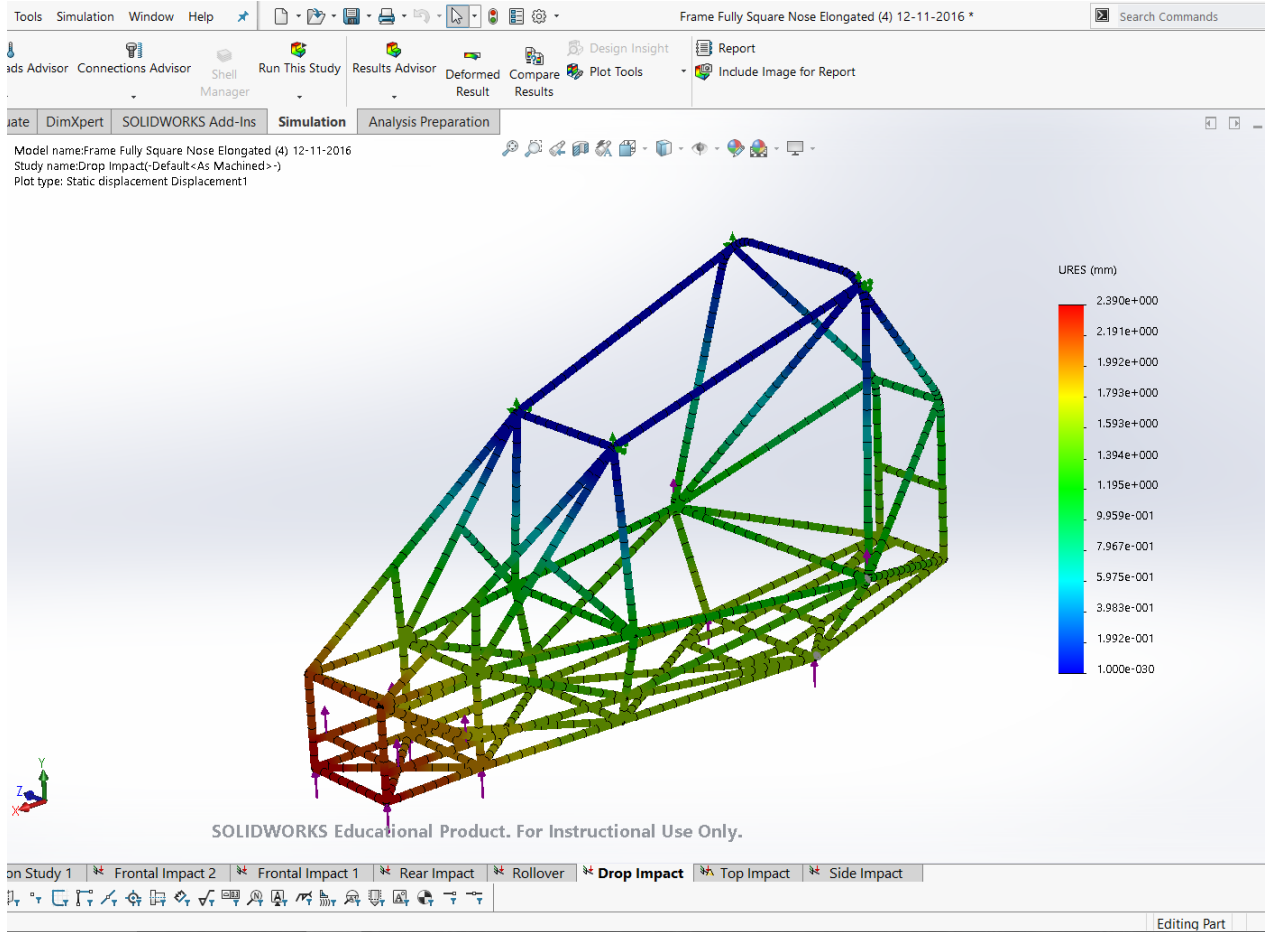 Tools Simulation Window Help Frame Fully Square Nose Elongated (4) 12-11-2016 * Search Commands
ads Advisor Connections Advisor Shell Manager Run This Study Results Advisor Deformed Result Compare Results Design Insight Plot Tools Report Include Image for Report
uate DimXpert SOLIDWORKS Add-Ins Simulation Analysis Preparation
Model name:Frame Fully Square Nose Elongated (4) 12-11-2016
Study name:Drop Impact(-Default<As Machined>-)
Plot type: Static displacement Displacement1
URES (mm)
2.390e+000
2.191e+000
1.992e+000
1.793e+000
1.593e+000
1.394e+000
1.195e+000
9.959e-001
7.967e-001
5.975e-001
3.983e-001
1.992e-001
1.000e-030
Y
Z
X
SOLIDWORKS Educational Product. For Instructional Use Only.
on Study 1 Frontal Impact 2 Frontal Impact 1 Rear Impact Rollover Drop Impact Top Impact Side Impact
Editing Part